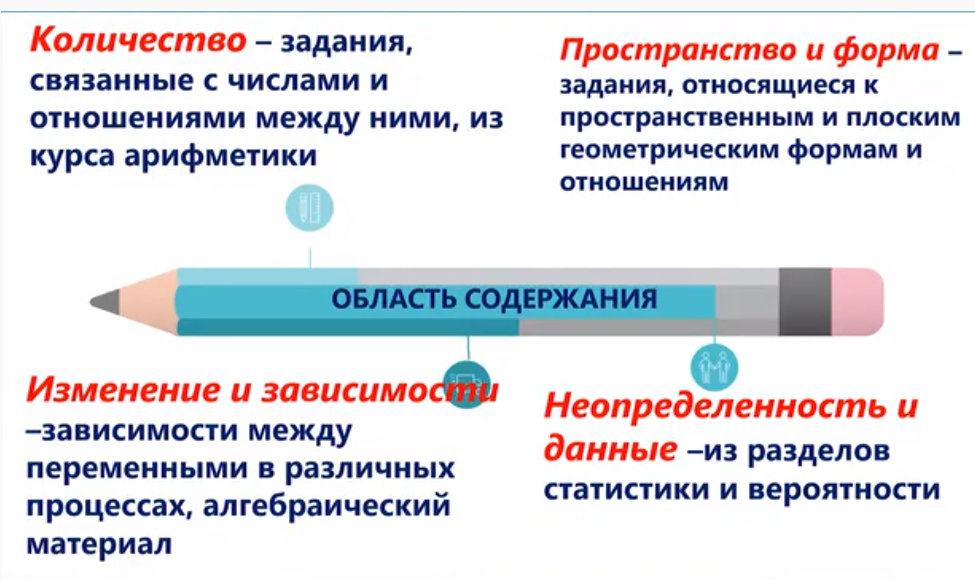 Количество – задания,
связанные с числами и
отношениями между ними, из
курса арифметики
Пространство и форма –
задания, относящиеся к
пространственным и плоским
геометрическим формам и
отношениям
ОБЛАСТЬ СОДЕРЖАНИЯ
Изменение и зависимости
–зависимости между
переменными в различных
процессах, алгебраический
материал
Неопределенность и
данные –из разделов
статистики и вероятности